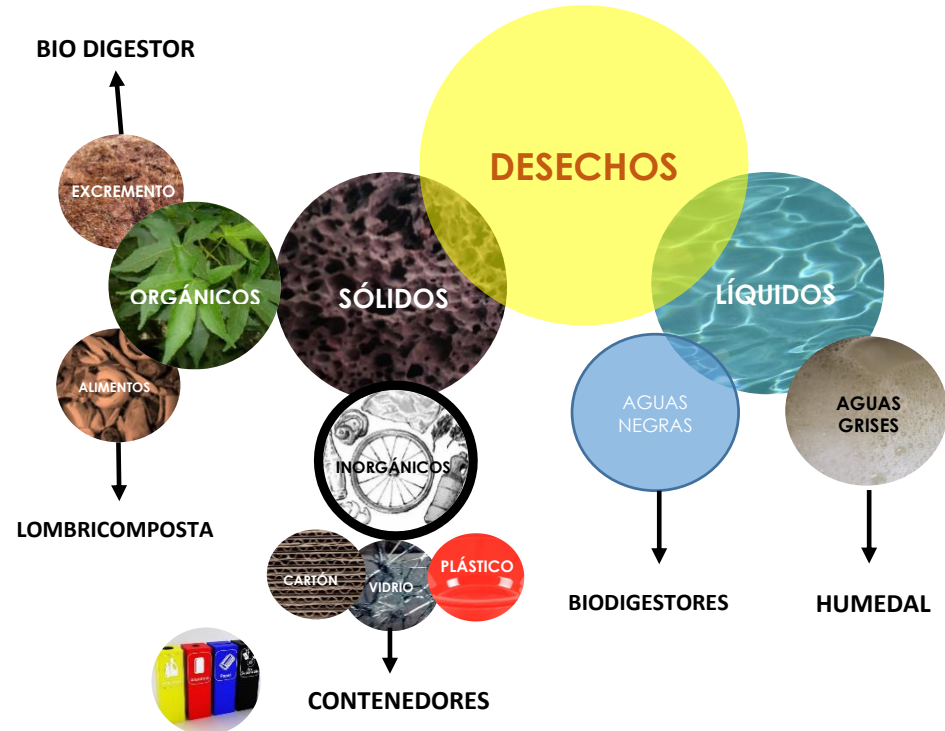 BIO DIGESTOR
DESECHOS
EXCREMENTO
ORGÁNICOS
SÓLIDOS
LÍQUIDOS
ALIMENTOS
AGUAS
NEGRAS
AGUAS
GRISES
INORGÁNICOS
LOMBRICOMPOSTA
CARTÓN
VIDRIO
PLÁSTICO
BIODIGESTORES
HUMEDAL
CONTENEDORES